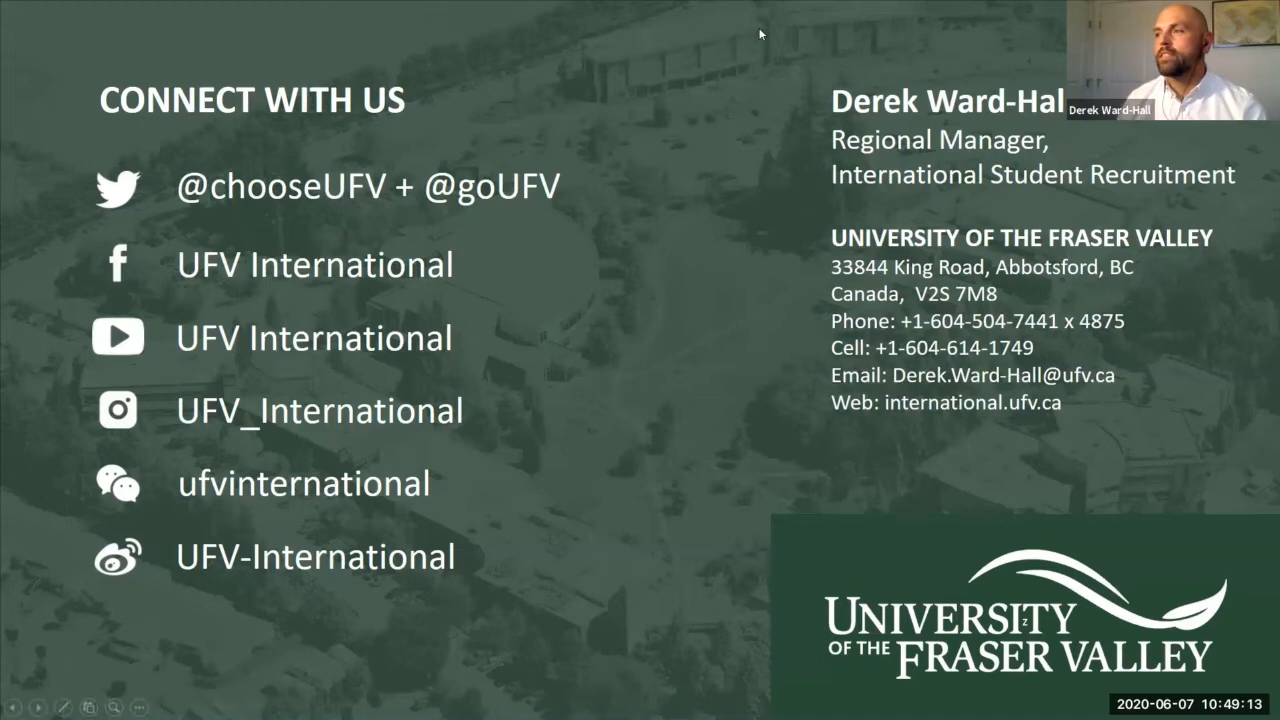 CONNECT WITH US
@chooseUFV + @goUFV
UFV International
UFV International
UFV_International
ufvinternational
UFV-International
Derek Ward-Hal
Derek Ward-Hall
Regional Manager,
International Student Recruitment
UNIVERSITY OF THE FRASER VALLEY
33844 King Road, Abbotsford, BC
Canada,  V2S 7M8
Phone: +1-604-504-7441 x 4875
Cell: +1-604-614-1749
Email: Derek.Ward-Hall@ufv.ca
Web: international.ufv.ca
UNIVERSITY
z
OF THE FRASER VALLEY
2020-06-07 10:49:13